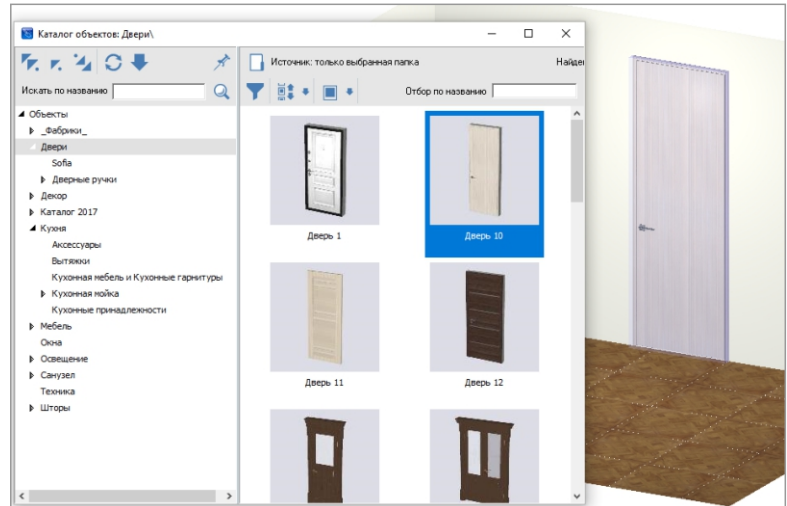 Каталог объектов: Двери\
Искать по названию
Объекты
_Фабрики_
Двери
Sofia
Дверные ручки
Декор
Каталог 2017
Кухня
Аксессуары
Вытяжки
Кухонная мебель и Кухонные гарнитуры
Кухонная мойка
Кухонные принадлежности
Мебель
Окна
Освещение
Санузел
Техника
Шторы
Источник: только выбранная папка
Найде
Отбор по названию
Дверь 1
Дверь 10
Дверь 11
Дверь 12